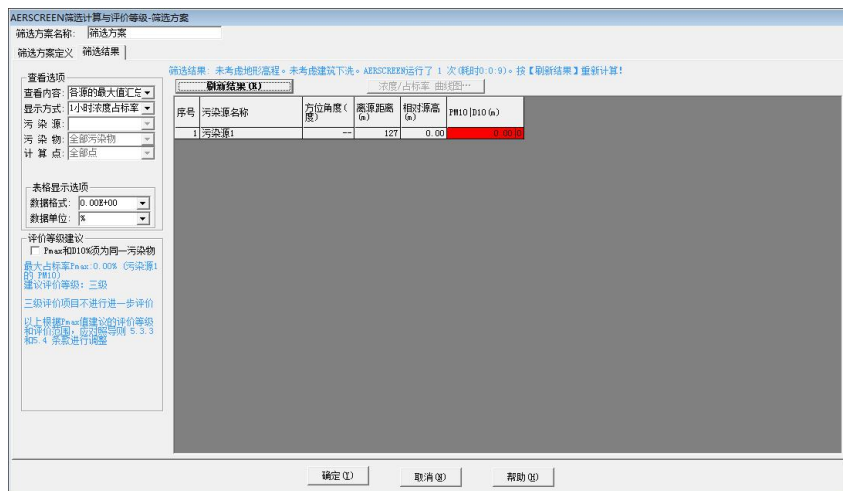 AERSCREEN筛选计算与评价等级-筛选方案
筛选方案名称: 筛选方案
筛选方案定义 筛选结果
筛选结果: 未考虑地形高程。未考虑建筑下洗。AERSCREEN运行了 1 次(耗时0:0:9)。按【刷新结果】重新计算!
查看选项
查看内容: 各源的最大值汇总
显示方式: 1小时浓度占标率
污 染 源:
污 染 物: 全部污染物
计 算 点: 全部点
表格显示选项
数据格式: 0.00E+00
数据单位: %
评价等级建议
Pmax和D10%须为同一污染物
最大占标率Pmax:0.00% (污染源1
的 PM10)
建议评价等级: 三级
三级评价项目不进行进一步评价
以上根据Pmax值建议的评价等级
和评价范围,应对照导则 5.3.3
和5.4 条款进行调整
刷新结果(R) 浓度/占标率 曲线图…
序号 污染源名称 方位角度(度) 离源距离(m) 相对源高(m) PM10|D10(m)
1 污染源1 -- 127 0.00 0.00|0
确定(Y) 取消(N) 帮助(H)